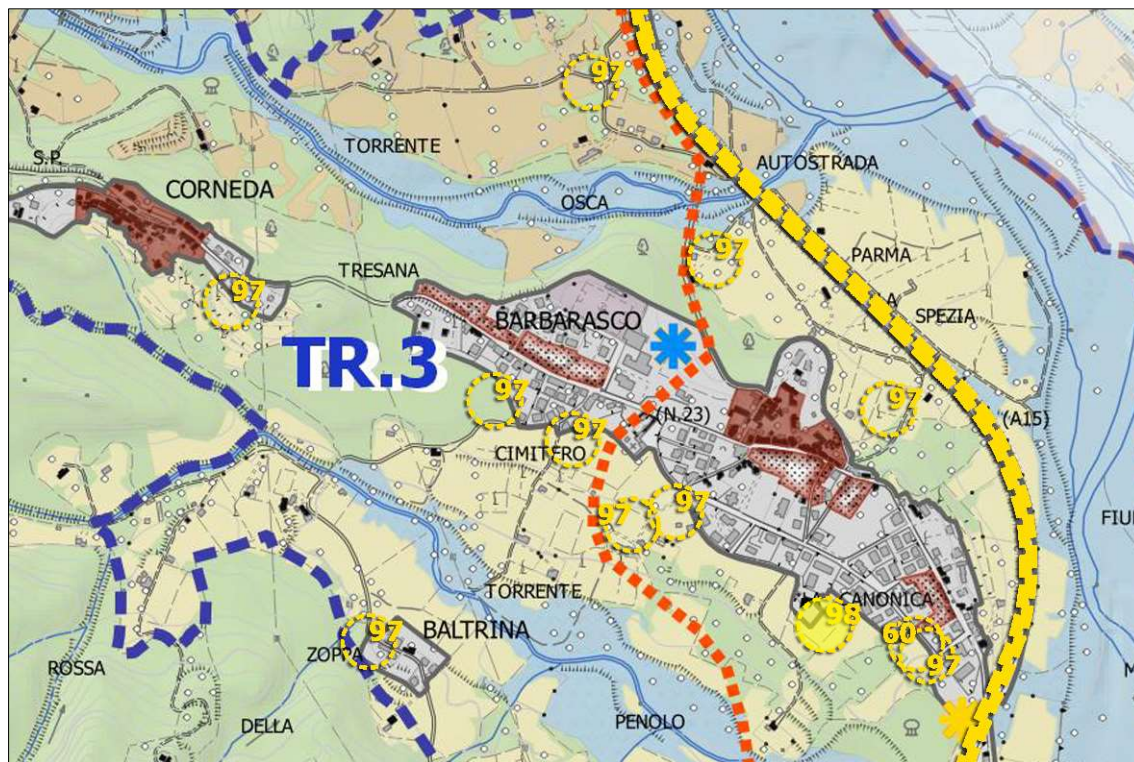 97
TORRENTE
AUTOSTRADA
S.P.
CORNEDA
OSCA
97
PARMA
TRESANA
97
A
SPEZIA
BARBARASCO
TR.3
97
97
(N.23)
(A15)
97
CIMITERO
97
97
FIU
TORRENTE
CANONICA
98
97
BALTRINA
60
ZOPPA
97
ROSSA
M
DELLA
PENOLO